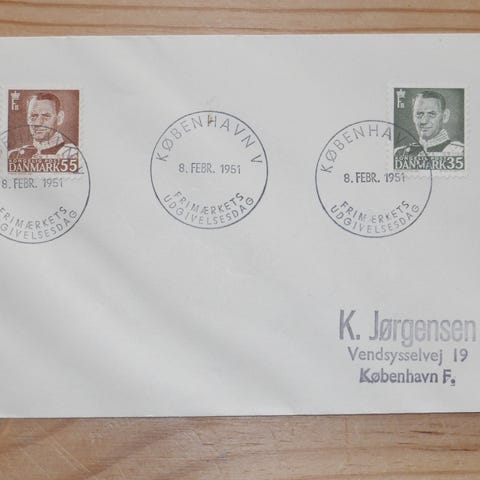 KONGERIGET
DANMARK 55
KØBENHAVN V
8. FEBR. 1951
FRIMÆRKETS
UDGIVELSESDAG
KØBENHAVN V
8. FEBR. 1951
FRIMÆRKETS
UDGIVELSESDAG
DANMARK 35
KØBENHAVN
8. FEBR. 1951
FRIMÆRKETS
UDGIVELSESDAG
K. Jørgensen
Vendsysselvej 19
København F.